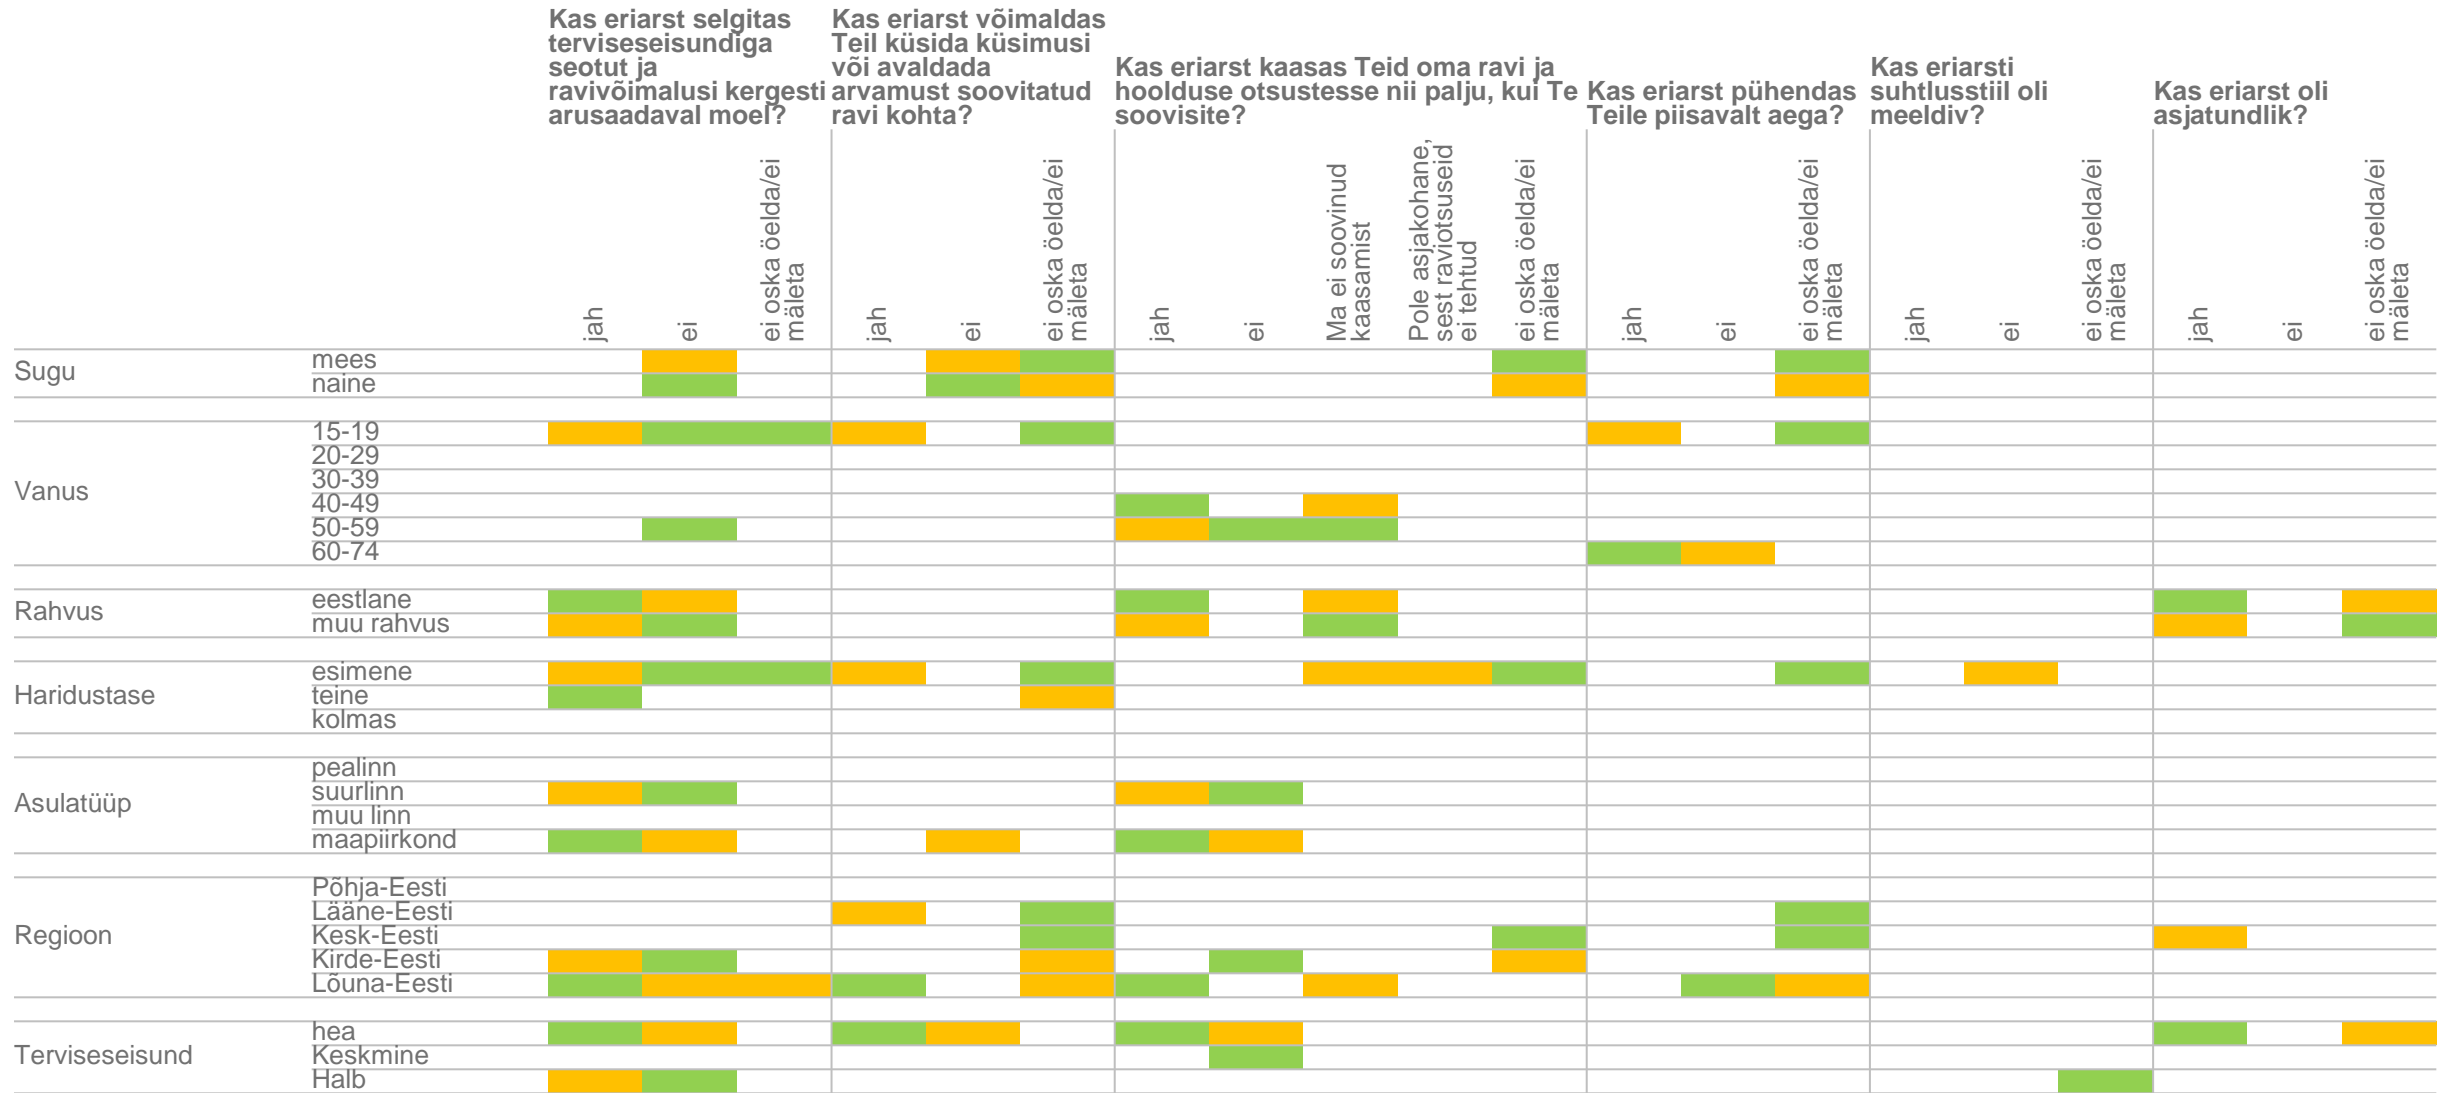 Kas eriarst selgitas
terviseseisundiga
seotut ja
ravivõimalusi kergesti
arusaadaval moel?
Kas eriarst võimaldas
Teil küsida küsimusi
või avaldada
arvamust soovitatud
ravi kohta?
Kas eriarst kaasas Teid oma ravi ja
hoolduse otsustesse nii palju, kui Te
soovisite?
Kas eriarst pühendas
Teile piisavalt aega?
Kas eriarsti
suhtlusstiil oli
meeldiv?
Kas eriarst oli
asjatundlik?
jah
ei
ei oska öelda/ei
mäleta
jah
ei
ei oska öelda/ei
mäleta
jah
ei
Ma ei soovinud
kaasamist
Pole asjakohane,
sest raviotsuseid
ei tehtud
ei oska öelda/ei
mäleta
jah
ei
ei oska öelda/ei
mäleta
jah
ei
ei oska öelda/ei
mäleta
jah
ei
ei oska öelda/ei
mäleta
Sugu
mees
naine
Vanus
15-19
20-29
30-39
40-49
50-59
60-74
Rahvus
eestlane
muu rahvus
Haridustase
esimene
teine
kolmas
Asulatüüp
pealinn
suurlinn
muu linn
maapiirkond
Regioon
Põhja-Eesti
Lääne-Eesti
Kesk-Eesti
Kirde-Eesti
Lõuna-Eesti
Terviseseisund
hea
Keskmine
Halb